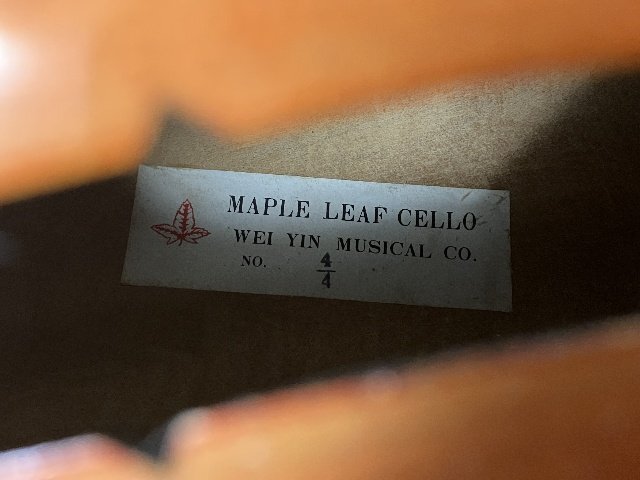 MAPLE LEAF CELLO
WEI YIN MUSICAL CO.
NO. 4/4